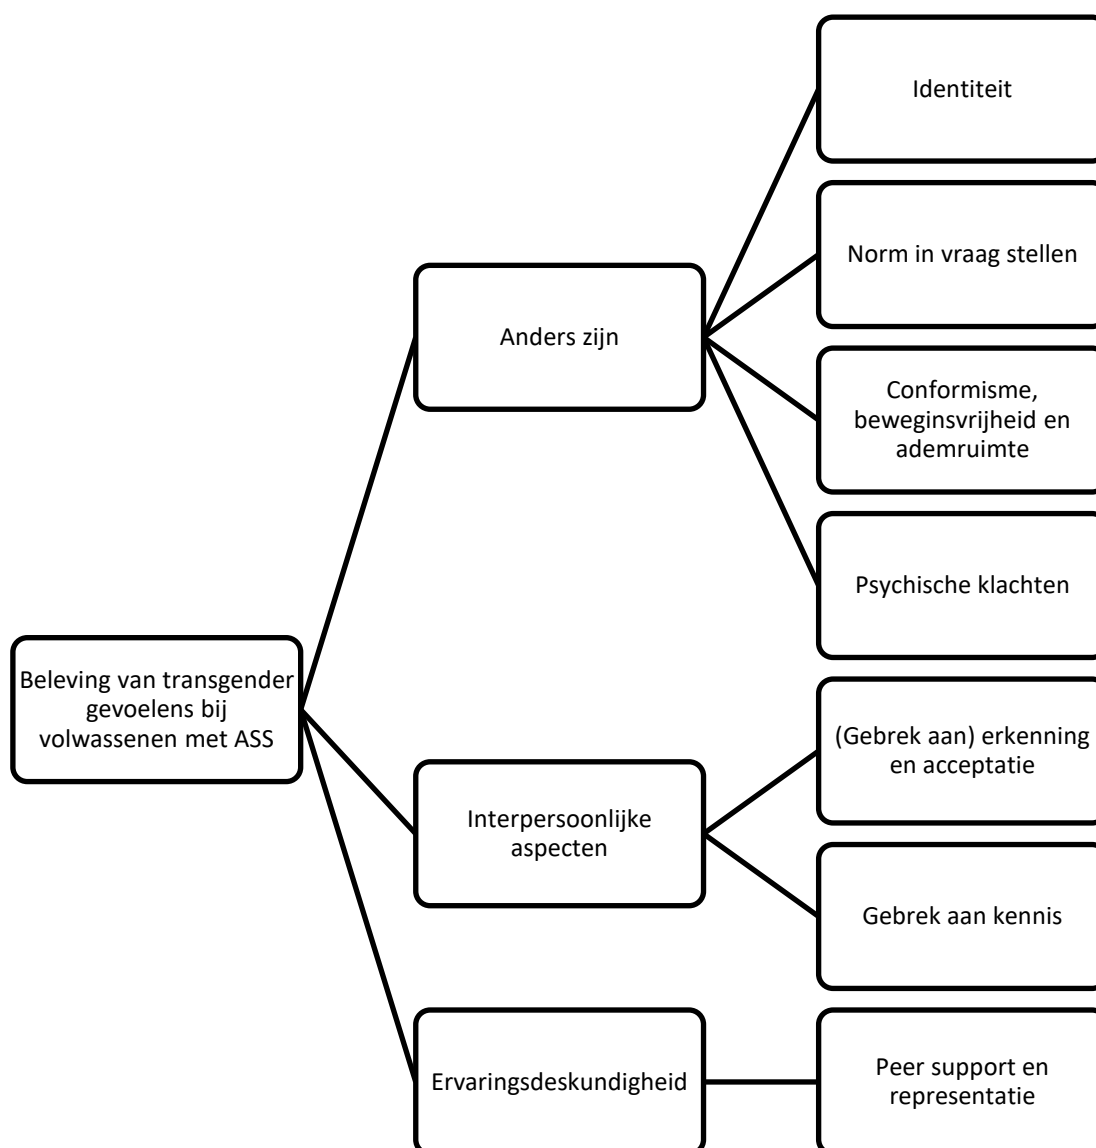 Beleving van transgender
gevoelens bij
volwassenen met ASS
Anders zijn
Identiteit
Norm in vraag stellen
Conformisme,
beweginsvrijheid en
ademruimte
Psychische klachten
Interpersoonlijke
aspecten
(Gebrek aan) erkenning
en acceptatie
Gebrek aan kennis
Ervaringsdeskundigheid
Peer support en
representatie